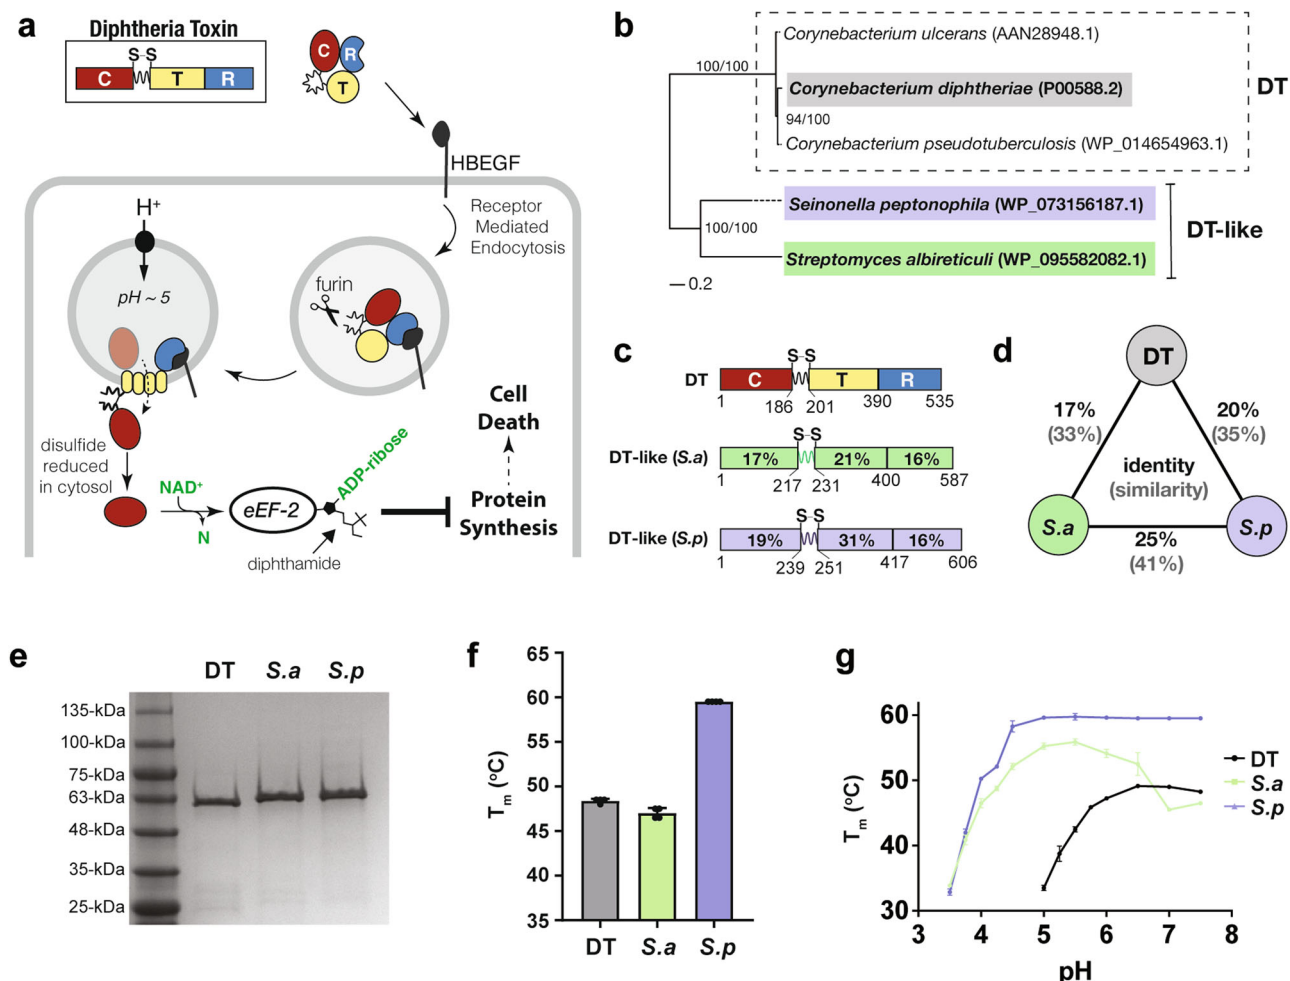 a
Diphtheria Toxin
S S
C T R
C R
T
HBEGF
H+
Receptor
Mediated
Endocytosis
pH ~ 5
furin
disulfide
reduced
in cytosol
NAD+
N
eEF-2
ADP-ribose
diphthamide
Cell
Death
Protein
Synthesis
b
Corynebacterium ulcerans (AAN28948.1)
100/100
Corynebacterium diphtheriae (P00588.2)
DT
94/100
Corynebacterium pseudotuberculosis (WP_014654963.1)
Seinonella peptonophila (WP_073156187.1)
100/100
DT-like
Streptomyces albireticuli (WP_095582082.1)
0.2
c
S S
DT C T R
1 186 201 390 535
S S
DT-like (S.a) 17% 21% 16%
1 217 231 400 587
S S
DT-like (S.p) 19% 31% 16%
1 239 251 417 606
d
DT
17% 20%
(33%) (35%)
identity
(similarity)
S.a S.p
25%
(41%)
e
DT S.a S.p
135-kDa
100-kDa
75-kDa
63-kDa
48-kDa
35-kDa
25-kDa
f
65
60
55
50
45
40
35
Tm (°C)
DT S.a S.p
g
60
50
40
30
Tm (°C)
3 4 5 6 7 8
pH
DT
S.a
S.p